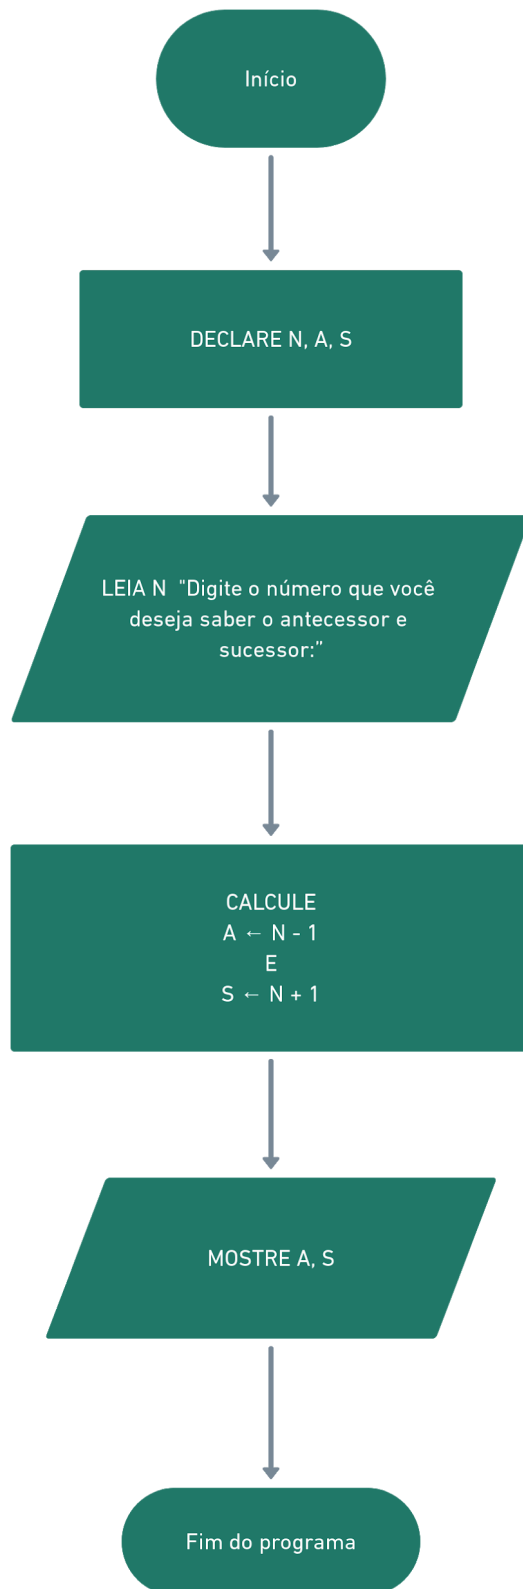 Início
DECLARE N, A, S
LEIA N  "Digite o número que você
deseja saber o antecessor e
sucessor:”
CALCULE
A ← N - 1
E
S ← N + 1
MOSTRE A, S
Fim do programa